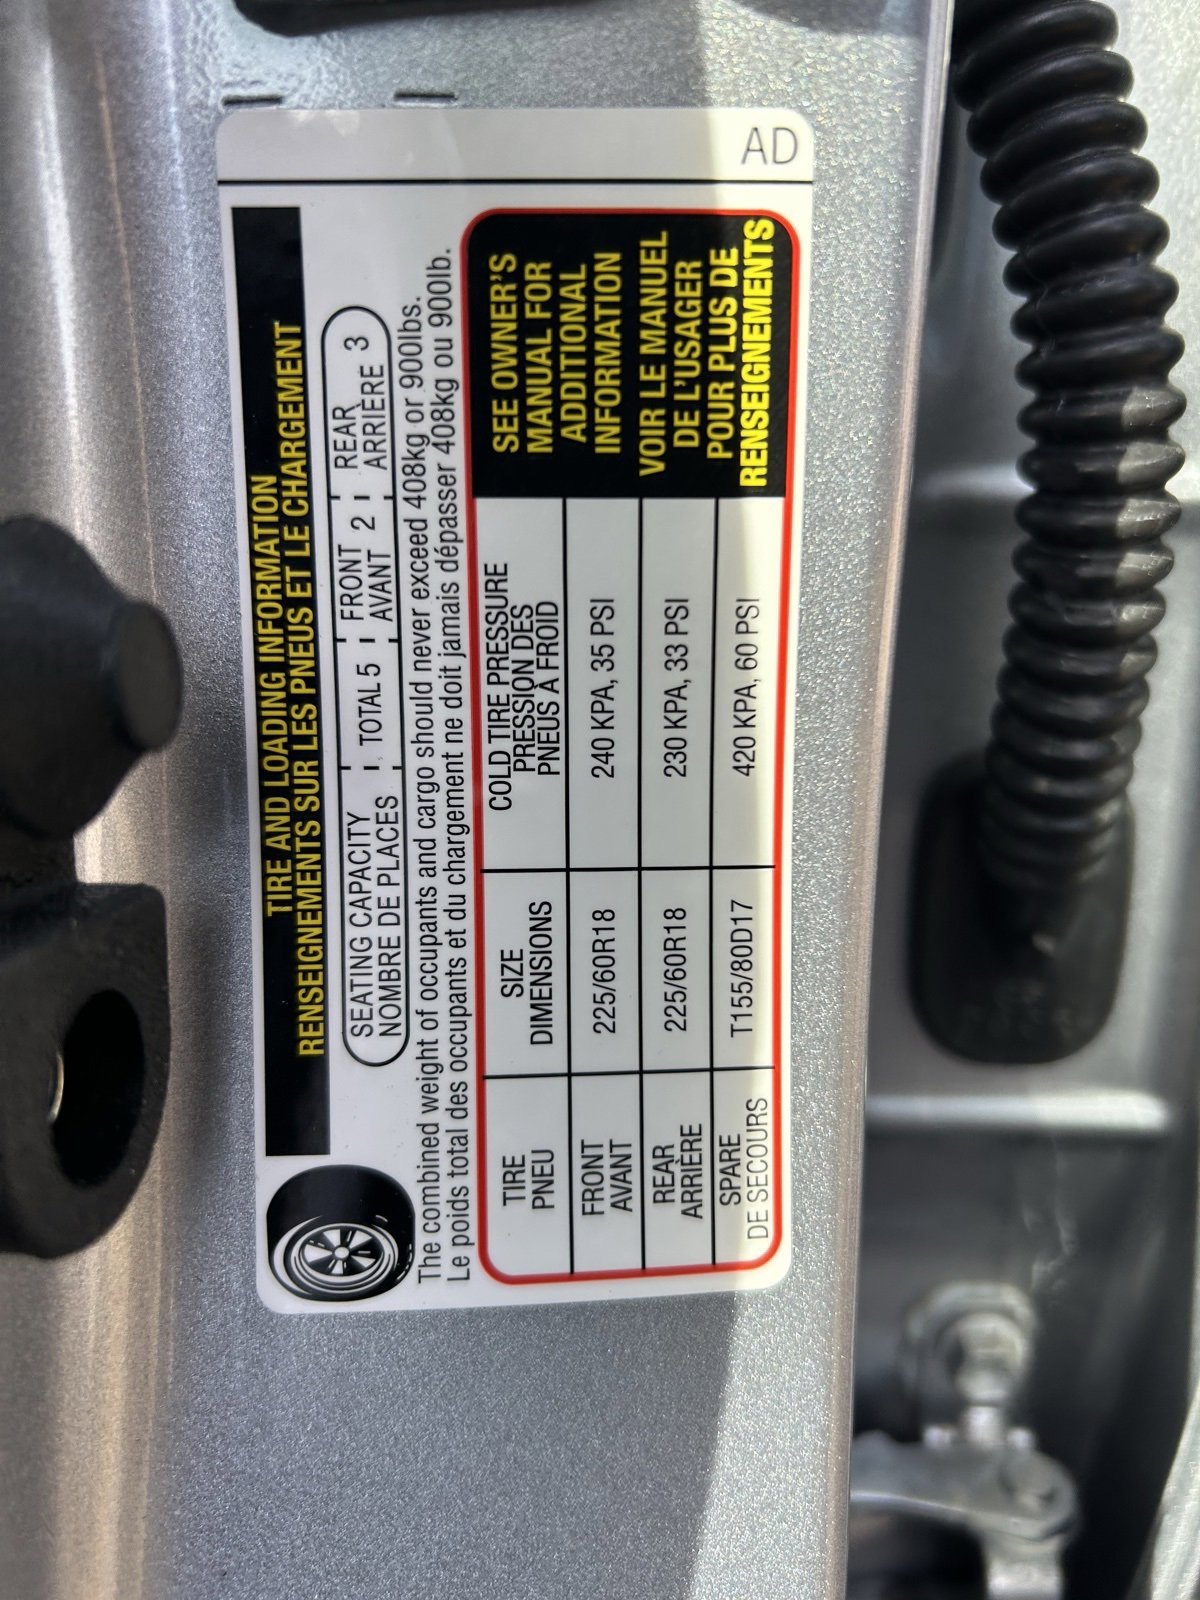 TIRE AND LOADING INFORMATION
RENSEIGNEMENTS SUR LES PNEUS ET LE CHARGEMENT
SEATING CAPACITY
NOMBRE DE PLACES
TOTAL 5
FRONT
AVANT 2
REAR
ARRIÈRE 3
The combined weight of occupants and cargo should never exceed 408kg or 900lbs.
Le poids total des occupants et du chargement ne doit jamais dépasser 408kg ou 900lb.
TIRE
PNEU
SIZE
DIMENSIONS
COLD TIRE PRESSURE
PRESSION DES
PNEUS À FROID
FRONT
AVANT
225/60R18
240 KPA, 35 PSI
REAR
ARRIÈRE
225/60R18
230 KPA, 33 PSI
SPARE
DE SECOURS
T155/80D17
420 KPA, 60 PSI
SEE OWNER'S
MANUAL FOR
ADDITIONAL
INFORMATION
VOIR LE MANUEL
DE L'USAGER
POUR PLUS DE
RENSEIGNEMENTS
AD